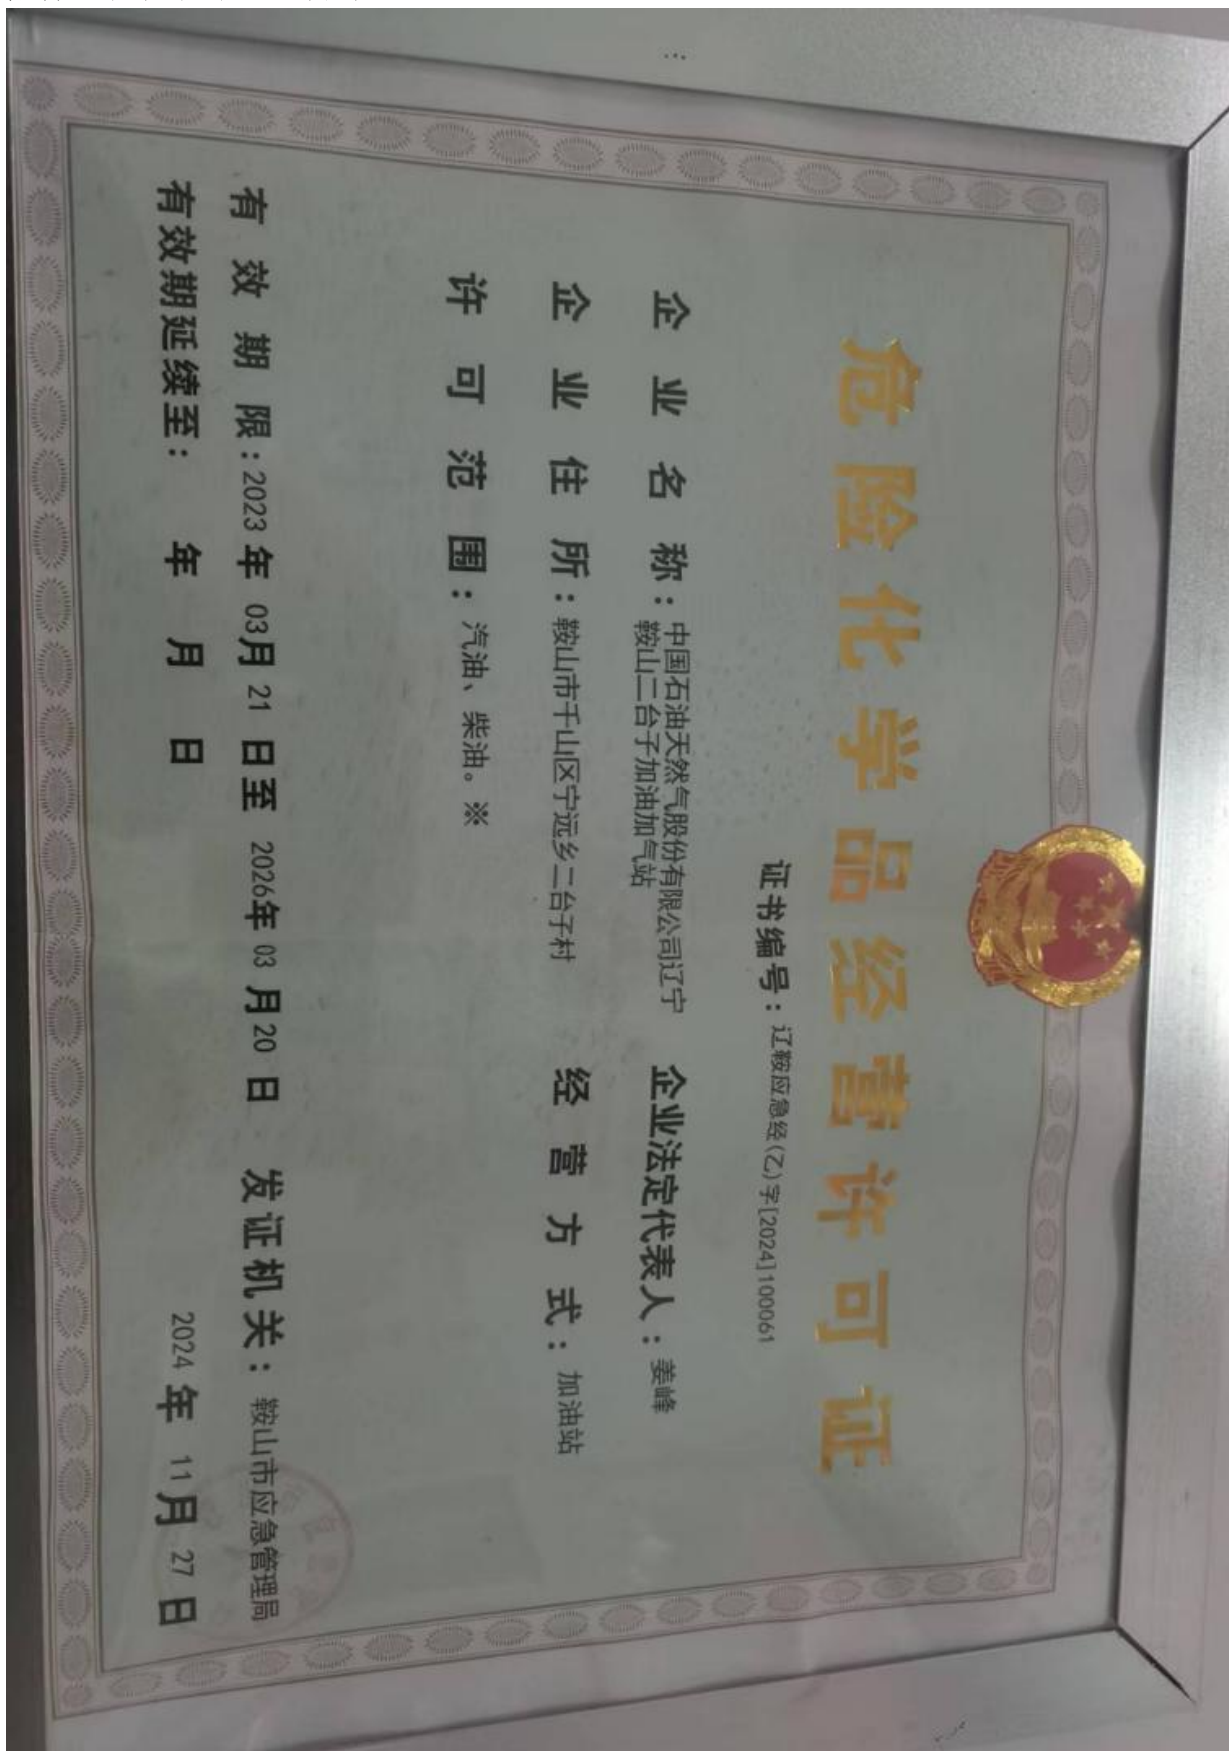 危险化学品经营许可证
证书编号：辽鞍应急经(乙)字[2024]100061
企业名称：中国石油天然气股份有限公司辽宁鞍山二台子加油加气站
企业法定代表人：姜峰
企业住所：鞍山市千山区宁远乡二台子村
经营方式：加油站
许可范围：汽油、柴油。※
有效期限：2023年03月21日至2026年03月20日
发证机关：鞍山市应急管理局
有效期延续至： 年 月 日
2024年11月27日